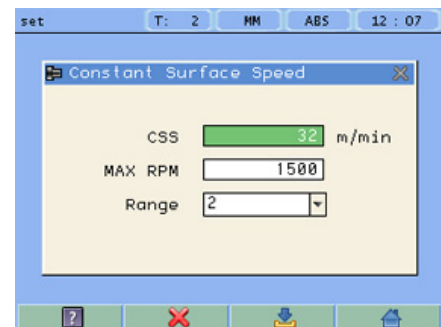 set T: 2 MM ABS 12 : 07
Constant Surface Speed
CSS 32 m/min
MAX RPM 1500
Range 2
?